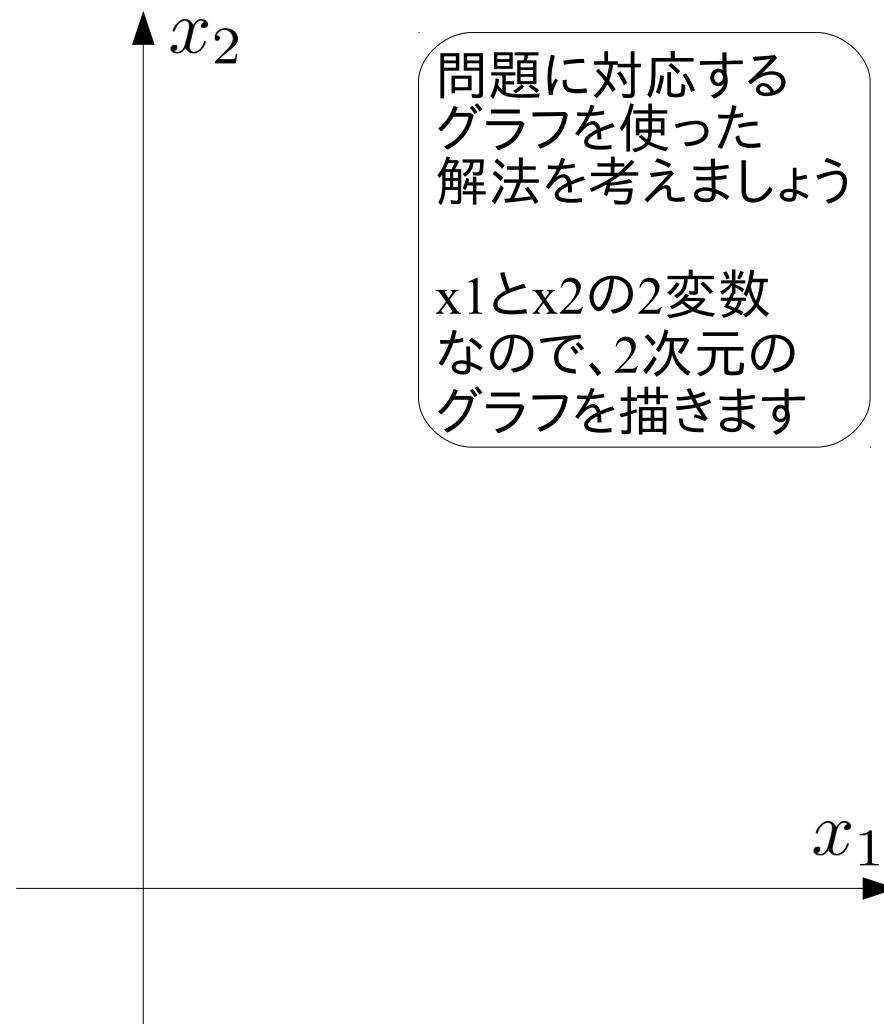 x2
問題に対応する
グラフを使った
解法を考えましょう
x1とx2の2変数
なので、2次元の
グラフを描きます
x1